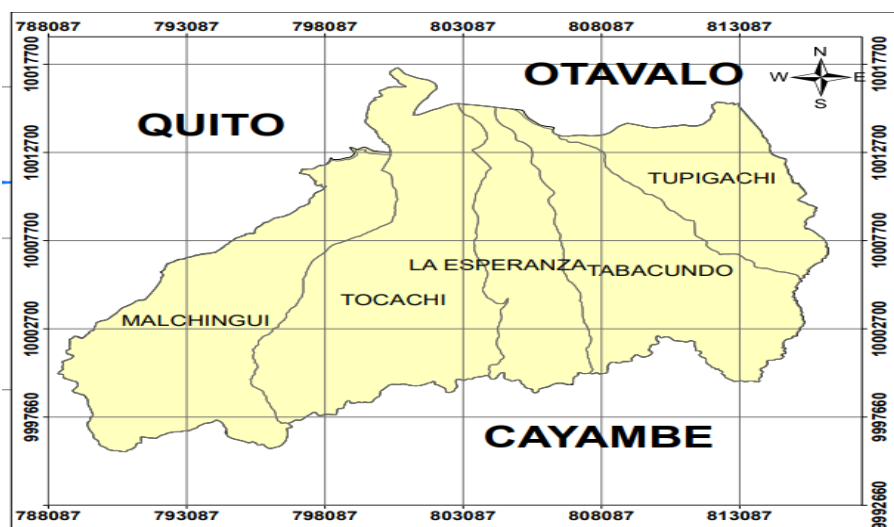 788087 793087 798087 803087 808087 813087
10017700 10017700
N
W E
S
OTAVALO
QUITO
10012700 10012700
TUPIGACHI
10007700 10007700
LA ESPERANZA TABACUNDO
TOCACHI
MALCHINGUI
10002700 10002700
9997660 9997660
CAYAMBE
9992660
788087 793087 798087 803087 808087 813087